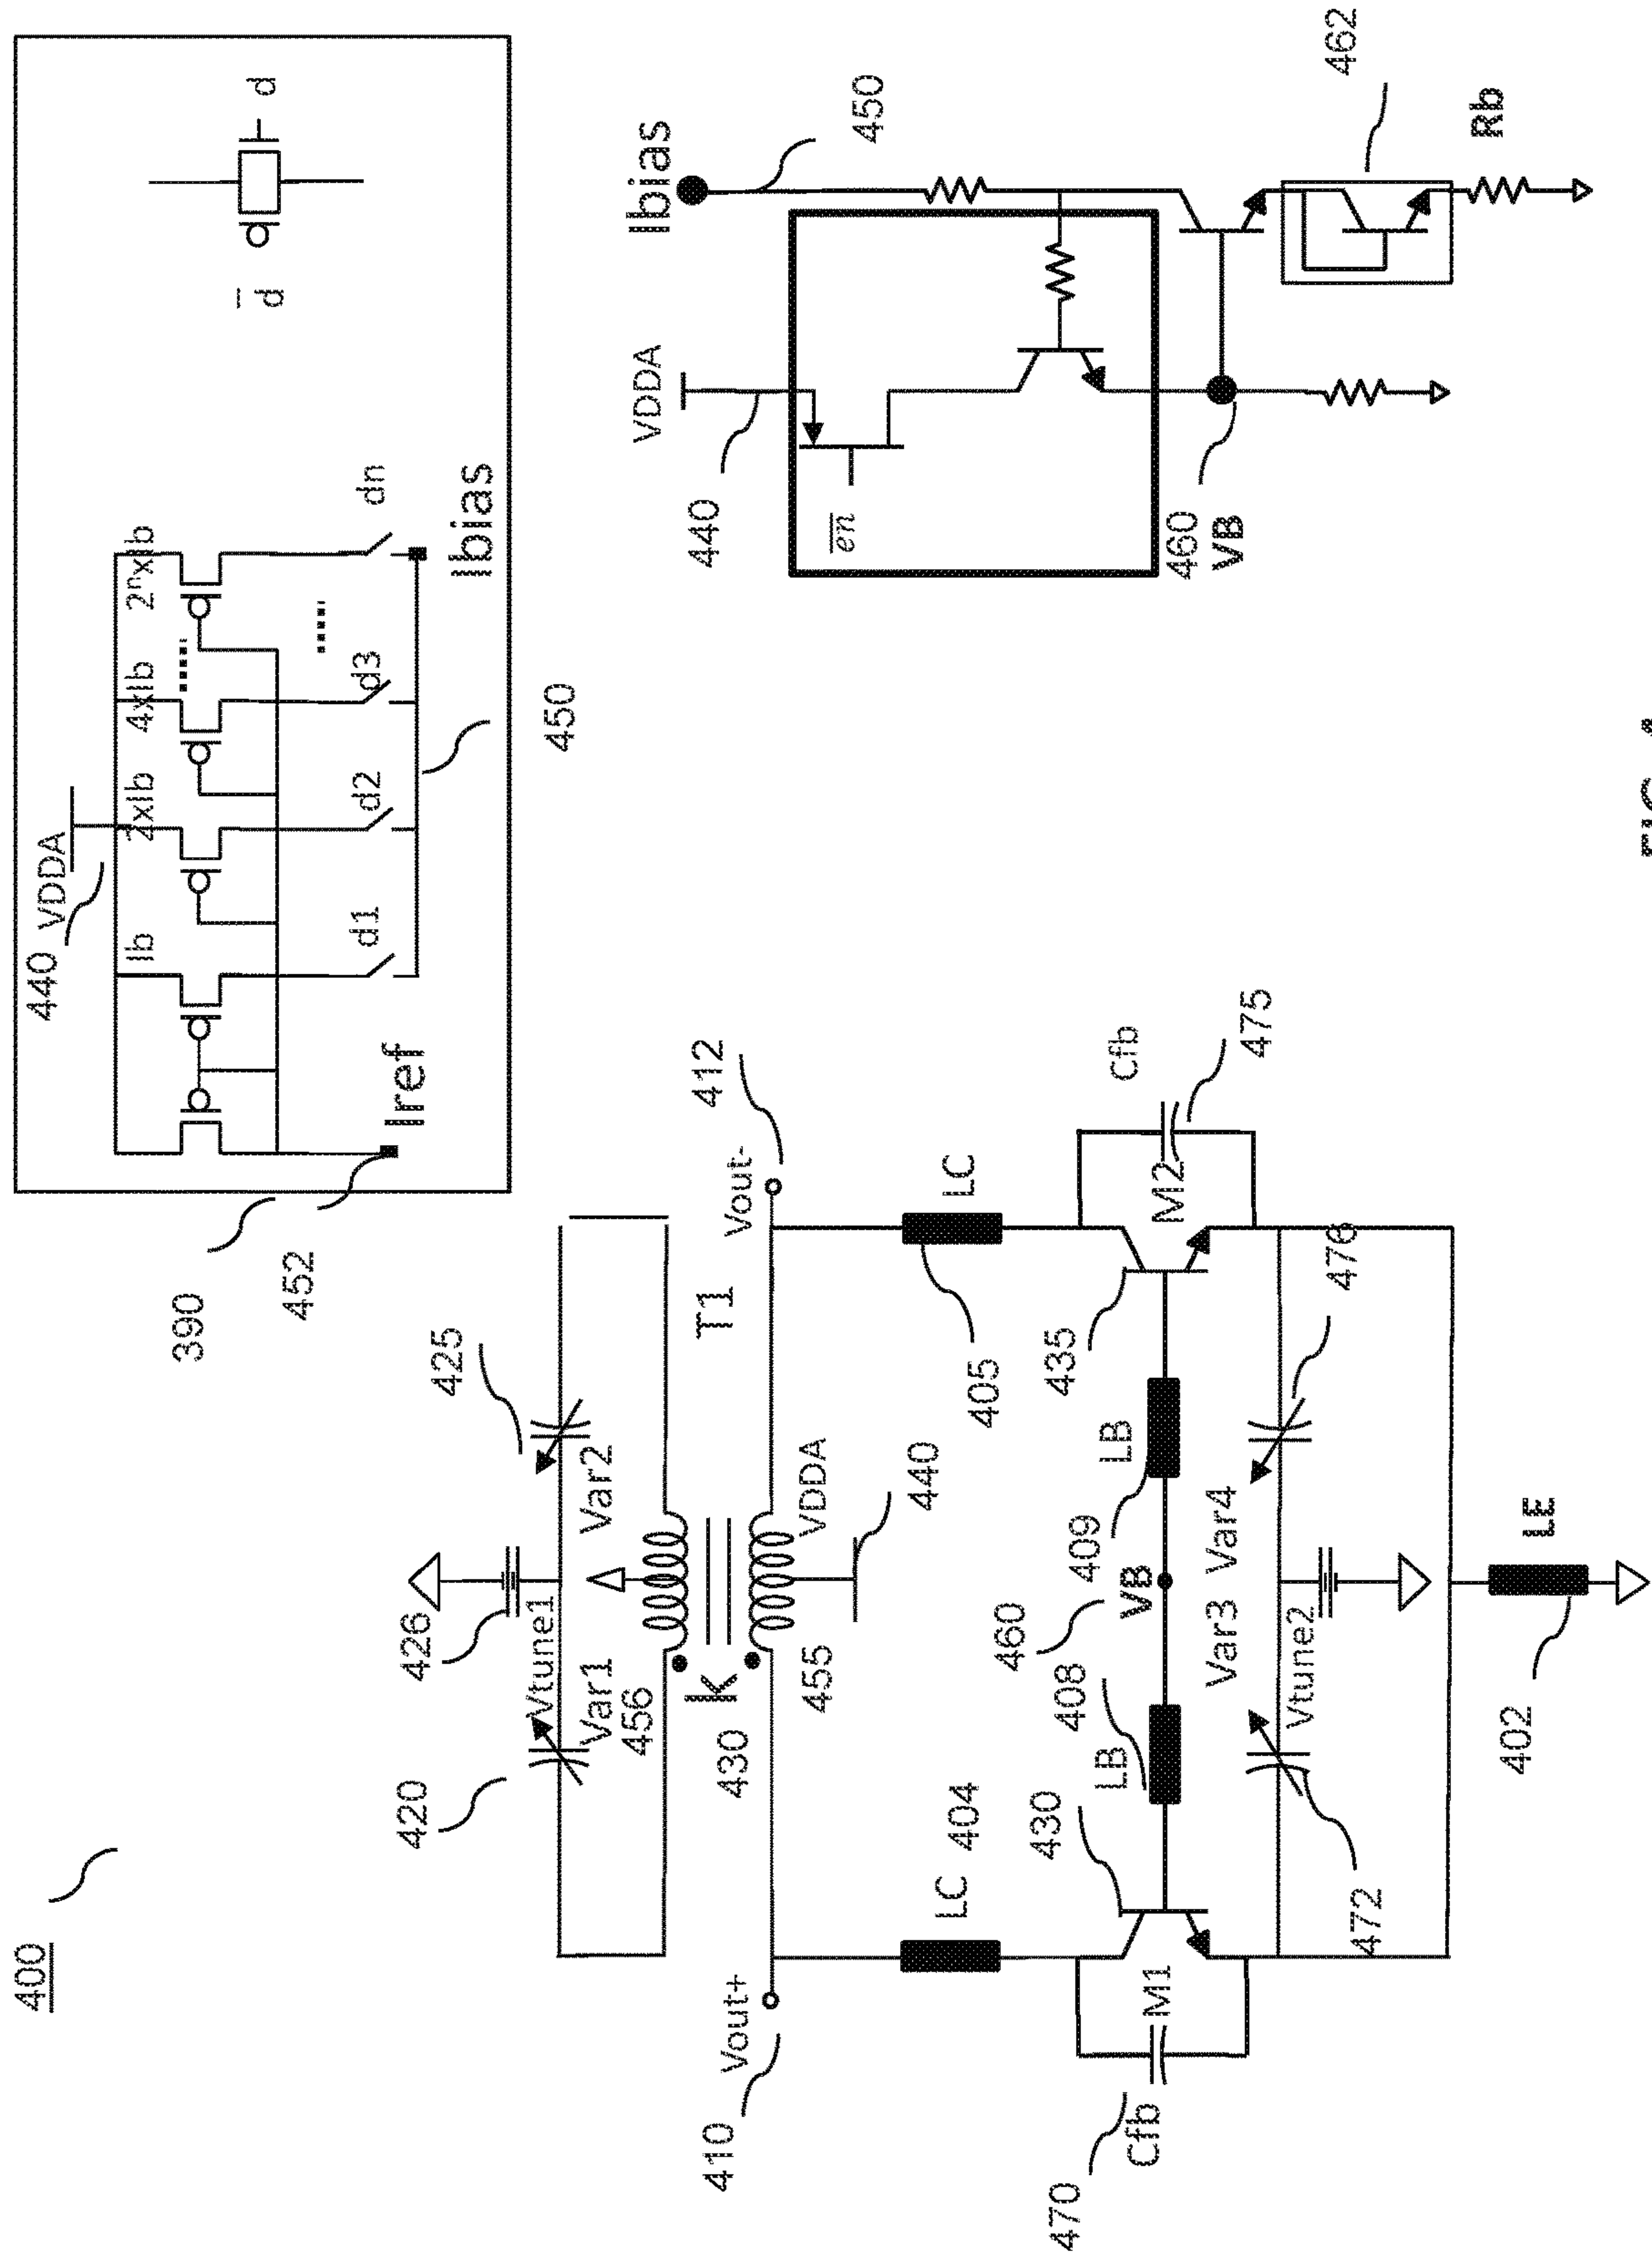 400
440
VDDA
Ib
2xIb
4xIb
2ⁿxIb
d1
d2
d3
dn
.....
.....
Iref
Ibias
450
390
452
d̅
d
Ibias
450
VDDA
440
e̅n̅
460
VB
462
Rb
420
Vtune1
426
425
Var1
Var2
456
k
T1
430
455
VDDA
440
Vout+
410
Vout-
412
LC
404
LC
405
430
435
LB
408
LB
409
460
VB
M1
M2
Cfb
470
Cfb
475
Var3
Var4
472
476
Vtune2
LE
402